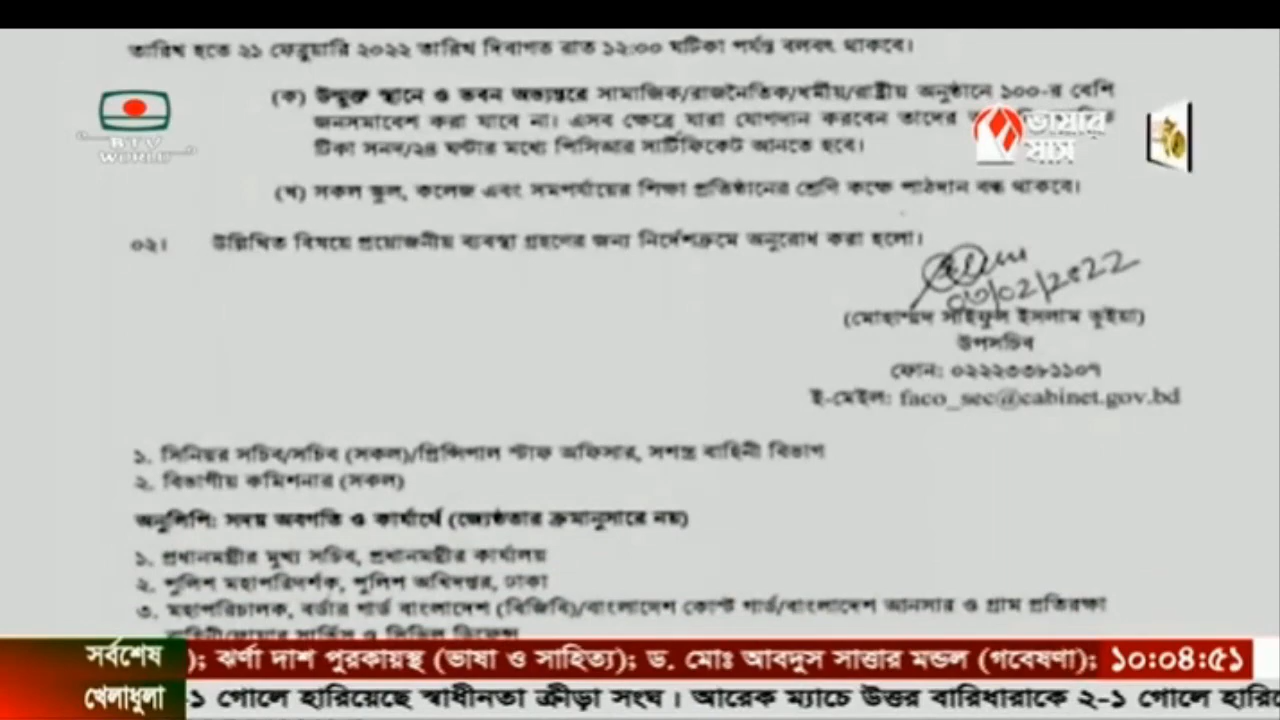 তারিখ হতে ২১ ফেব্রুয়ারি ২০২২ তারিখ দিবাগত রাত ১২:০০ ঘটিকা পর্যন্ত বলবৎ থাকবে।
(ক) উন্মুক্ত স্থানে ও ভবন অভ্যন্তরে সামাজিক/রাজনৈতিক/ধর্মীয়/রাষ্ট্রীয় অনুষ্ঠানে ১০০-র বেশি
জনসমাবেশ করা যাবে না। এসব ক্ষেত্রে যারা যোগদান করবেন তাদের
টিকা সনদ/২৪ ঘন্টার মধ্যে পিসিআর সার্টিফিকেট আনতে হবে।
BTV
WORLD
ভাষার
মাস
(খ) সকল স্কুল, কলেজ এবং সমপর্যায়ের শিক্ষা প্রতিষ্ঠানের শ্রেণি কক্ষে পাঠদান বন্ধ থাকবে।
০২। উল্লিখিত বিষয়ে প্রয়োজনীয় ব্যবস্থা গ্রহণের জন্য নির্দেশক্রমে অনুরোধ করা হলো।
০৩/০২/২০২২
(মোহাম্মদ সাইফুল ইসলাম ভূইয়া)
উপসচিব
ফোন: ০২২২৩৩৮১১০৭
ই-মেইল: faco_sec@cabinet.gov.bd
১. সিনিয়র সচিব/সচিব (সকল)/প্রিন্সিপাল স্টাফ অফিসার, সশস্ত্র বাহিনী বিভাগ
২. বিভাগীয় কমিশনার (সকল)
অনুলিপি: সদয় অবগতি ও কার্যার্থে (জ্যেষ্ঠতার ক্রমানুসারে নয়)
১. প্রধানমন্ত্রীর মুখ্য সচিব, প্রধানমন্ত্রীর কার্যালয়
২. পুলিশ মহাপরিদর্শক, পুলিশ অধিদপ্তর, ঢাকা
৩. মহাপরিচালক, বর্ডার গার্ড বাংলাদেশ (বিজিবি)/বাংলাদেশ কোস্ট গার্ড/বাংলাদেশ আনসার ও গ্রাম প্রতিরক্ষা
বাহিনী/ফায়ার সার্ভিস ও সিভিল ডিফেন্স
সর্বশেষ ); ঝর্ণা দাশ পুরকায়স্থ (ভাষা ও সাহিত্য); ড. মোঃ আবদুস সাত্তার মন্ডল (গবেষণা); ১০:০৪:৫১
খেলাধুলা -১ গোলে হারিয়েছে স্বাধীনতা ক্রীড়া সংঘ । আরেক ম্যাচে উত্তর বারিধারাকে ২-১ গোলে